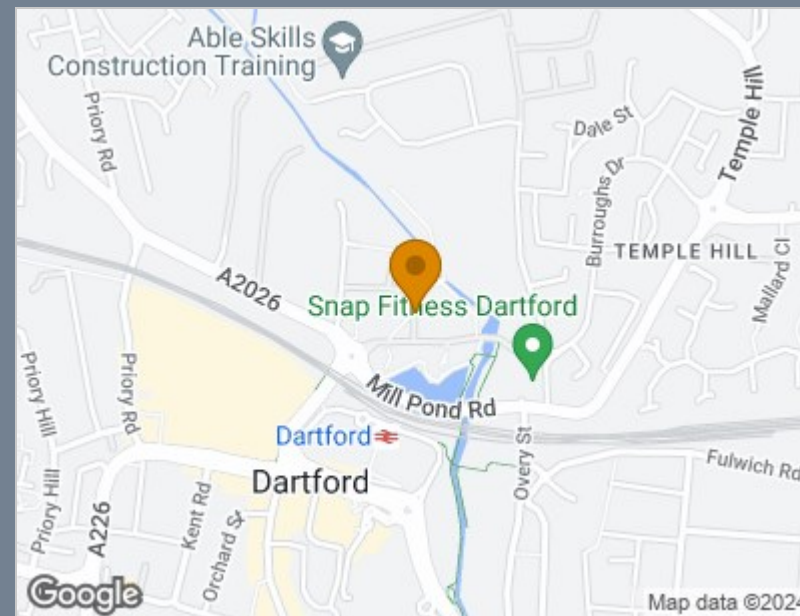 Able Skills
Construction Training
Priory Rd
Dale St
Temple Hill
Burroughs Dr
TEMPLE HILL
Mallard Cl
A2026
Snap Fitness Dartford
Mill Pond Rd
Priory Hill
Priory Rd
Dartford
Overy St
Fulwich Rd
Dartford
Priory Hill
A226
Kent Rd
Orchard St
Google
Map data ©2024